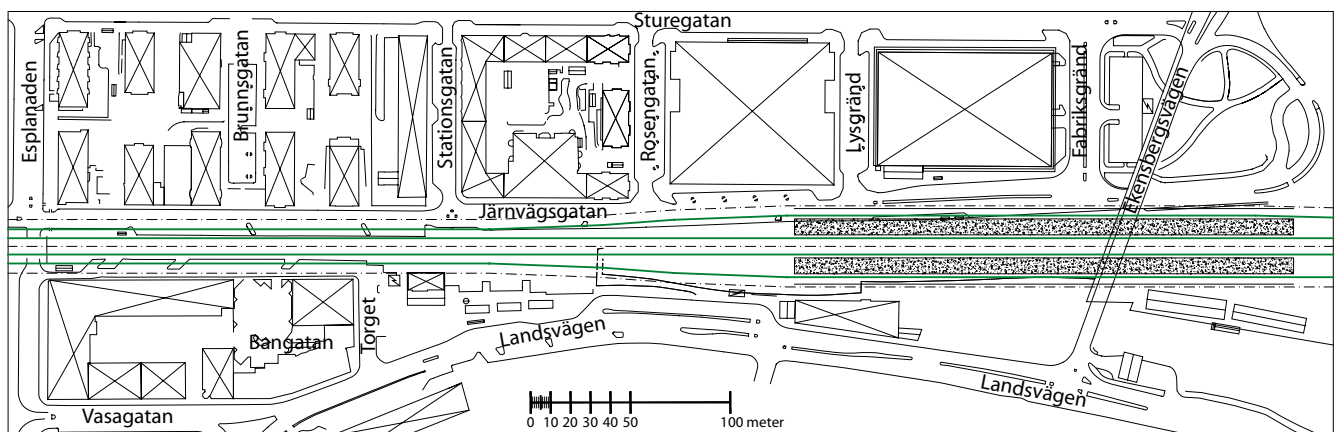 Sturegatan
Esplanaden
Brunnsgatan
Stationsgatan
Rosengatan
Lysgränd
Fabriksgränd
Ekensbergsvägen
Järnvägsgatan
Torget
Bangatan
Landsvägen
Landsvägen
Vasagatan
0 10 20 30 40 50 100 meter